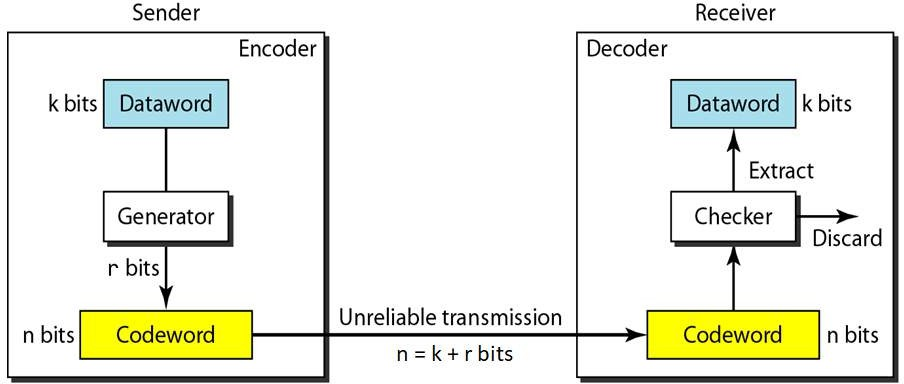 Sender
Receiver
Encoder
Decoder
k bits
Dataword
Dataword
k bits
Extract
Generator
Checker
Discard
r bits
Unreliable transmission
n bits
Codeword
Codeword
n bits
n = k + r bits